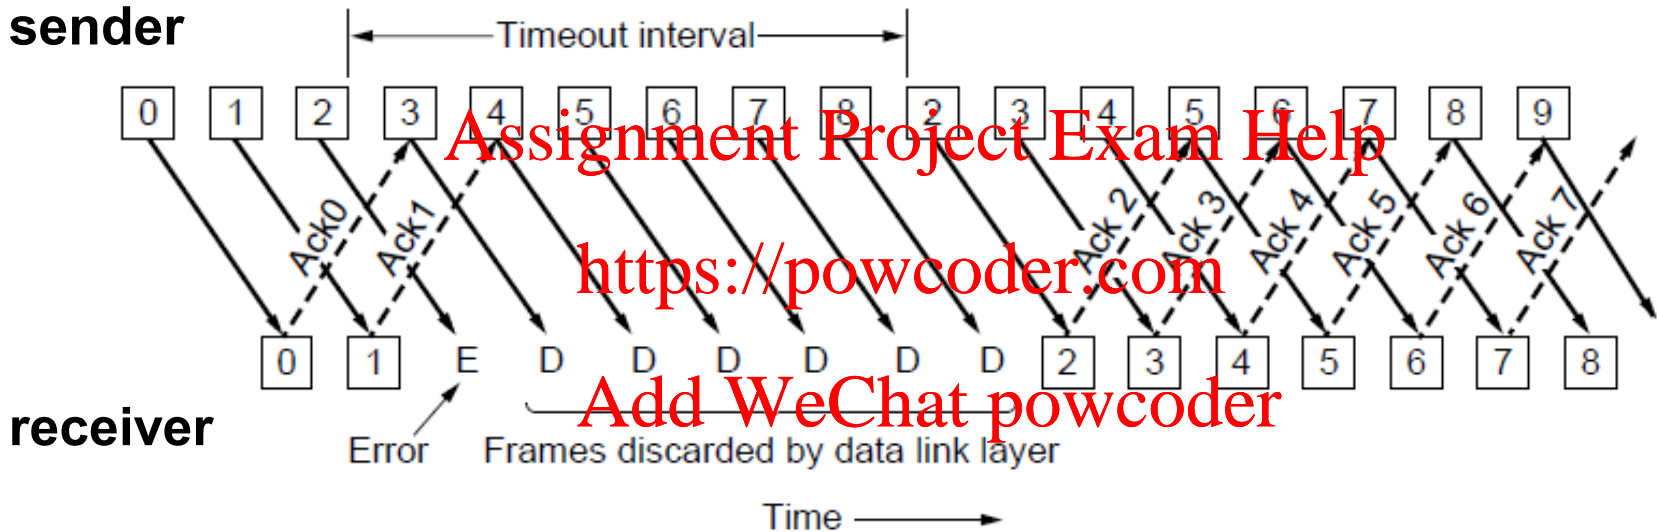 sender
Timeout interval
0 1 2 3 4 5 6 7 8 2 3 4 5 6 7 8 9
Assignment Project Exam Help
Ack0 Ack1 Ack 2 Ack 3 Ack 4 Ack 5 Ack 6 Ack 7
https://powcoder.com
0 1 E D D D D D D 2 3 4 5 6 7 8
Add WeChat powcoder
receiver
Error Frames discarded by data link layer
Time